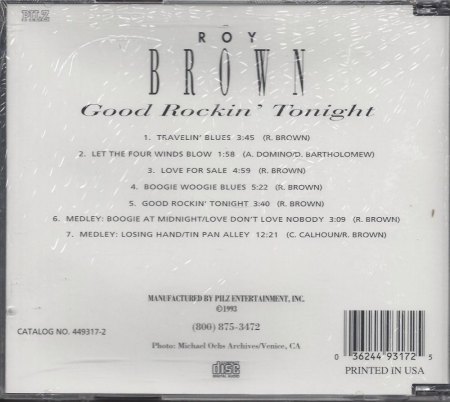 PILZ
ROY
BROWN
Good Rockin' Tonight
1. TRAVELIN' BLUES 3:45 (R. BROWN)
2. LET THE FOUR WINDS BLOW 1:58 (A. DOMINO/D. BARTHOLOMEW)
3. LOVE FOR SALE 4:59 (R. BROWN)
4. BOOGIE WOOGIE BLUES 5:22 (R. BROWN)
5. GOOD ROCKIN' TONIGHT 3:40 (R. BROWN)
6. MEDLEY: BOOGIE AT MIDNIGHT/LOVE DON'T LOVE NOBODY 3:09 (R. BROWN)
7. MEDLEY: LOSING HAND/TIN PAN ALLEY 12:21 (C. CALHOUN/R. BROWN)
MANUFACTURED BY PILZ ENTERTAINMENT, INC.
©1993
(800) 875-3472
CATALOG NO. 449317-2
Photo: Michael Ochs Archives/Venice, CA
COMPACT
disc
DIGITAL AUDIO
0 36244 93172 5
PRINTED IN USA